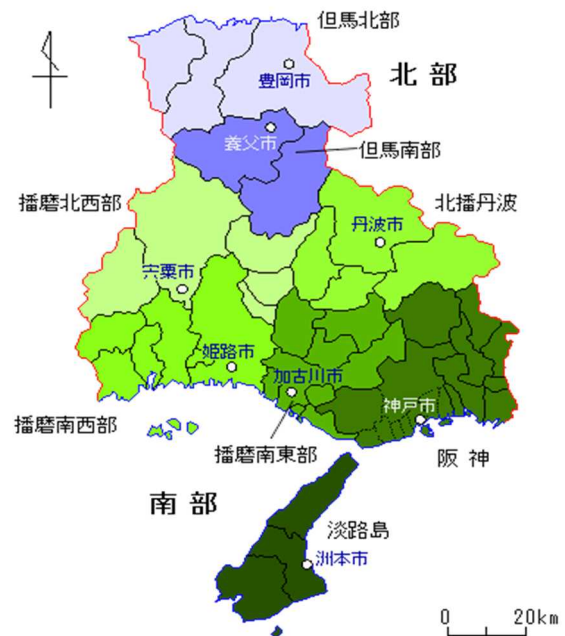 但馬北部
北部
豊岡市
養父市
但馬南部
播磨北西部
北播丹波
丹波市
宍粟市
姫路市
加古川市
神戸市
播磨南西部
播磨南東部
阪神
南部
淡路島
洲本市
0 20km